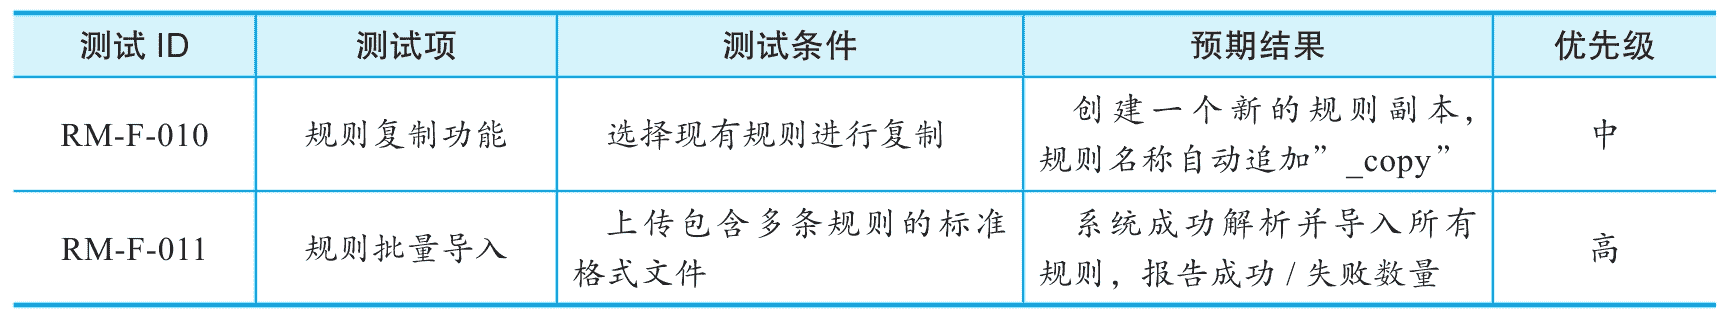 测试 ID 测试项 测试条件 预期结果 优先级
RM-F-010 规则复制功能 选择现有规则进行复制 创建一个新的规则副本，
规则名称自动追加”_copy” 中
RM-F-011 规则批量导入 上传包含多条规则的标准
格式文件 系统成功解析并导入所有
规则，报告成功 / 失败数量 高